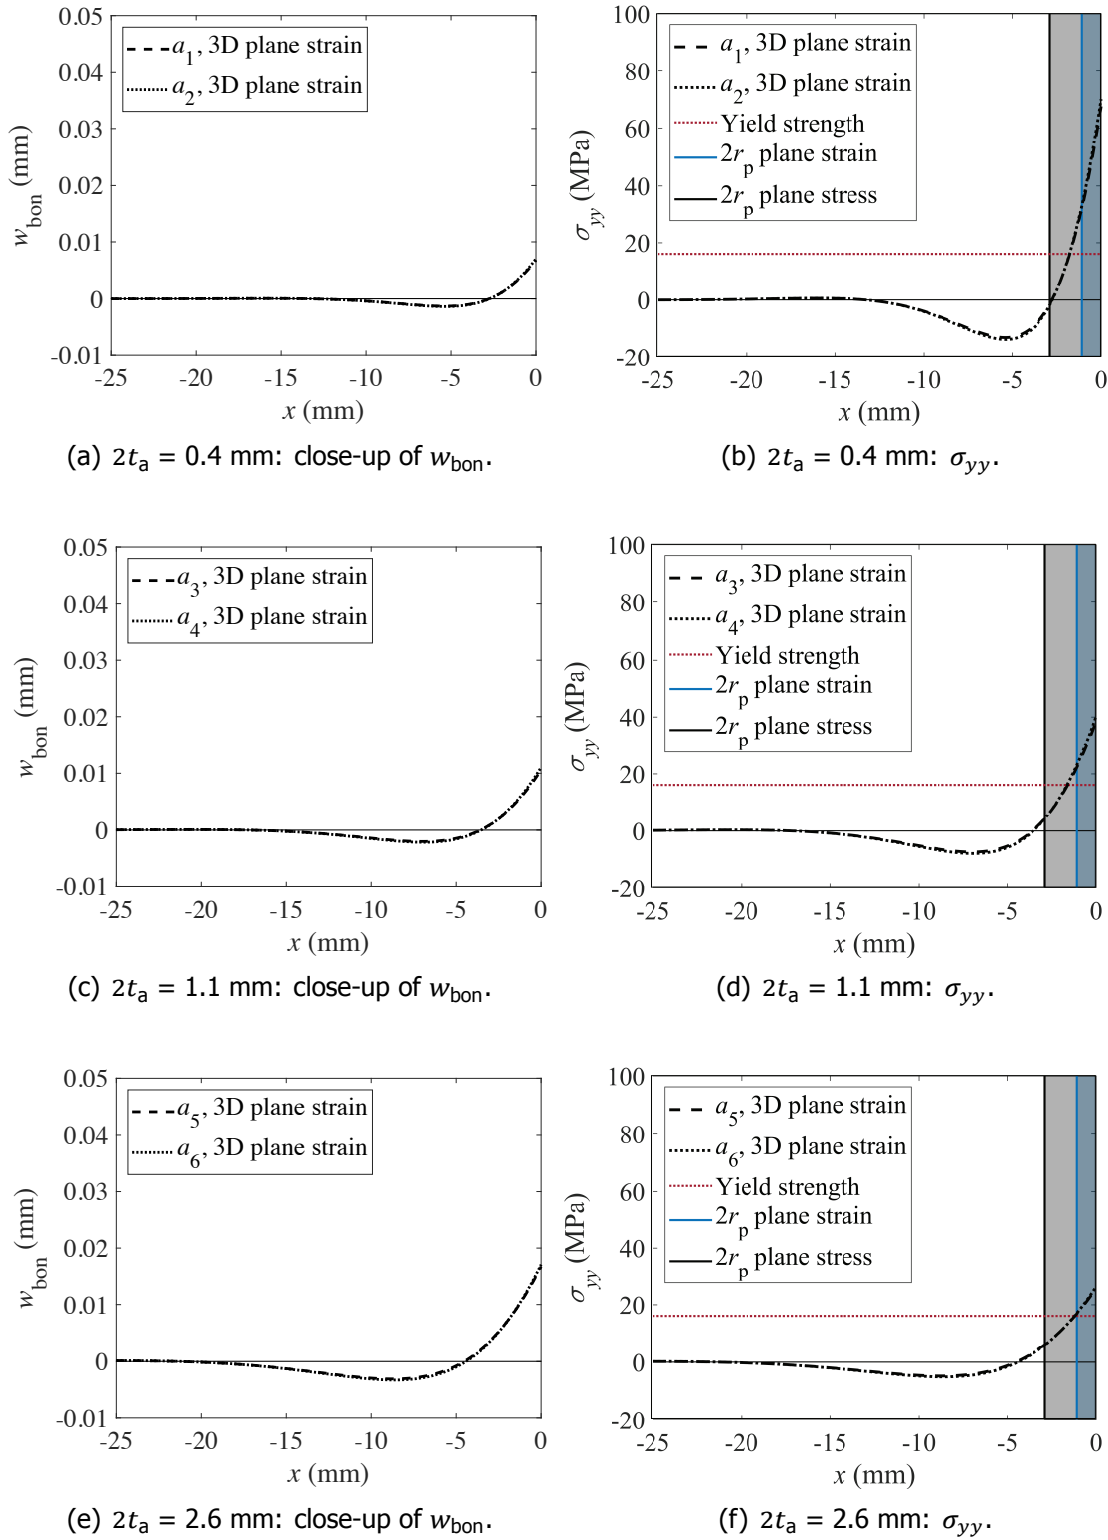 0.05
0.04
0.03
0.02
0.01
0
-0.01
w_bon (mm)
a_1, 3D plane strain
a_2, 3D plane strain
-25 -20 -15 -10 -5 0
x (mm)
(a) 2t_a = 0.4 mm: close-up of w_bon.
100
80
60
40
20
0
-20
σ_yy (MPa)
a_1, 3D plane strain
a_2, 3D plane strain
Yield strength
2r_p plane strain
2r_p plane stress
-25 -20 -15 -10 -5 0
x (mm)
(b) 2t_a = 0.4 mm: σ_yy.
0.05
0.04
0.03
0.02
0.01
0
-0.01
w_bon (mm)
a_3, 3D plane strain
a_4, 3D plane strain
-25 -20 -15 -10 -5 0
x (mm)
(c) 2t_a = 1.1 mm: close-up of w_bon.
100
80
60
40
20
0
-20
σ_yy (MPa)
a_3, 3D plane strain
a_4, 3D plane strain
Yield strength
2r_p plane strain
2r_p plane stress
-25 -20 -15 -10 -5 0
x (mm)
(d) 2t_a = 1.1 mm: σ_yy.
0.05
0.04
0.03
0.02
0.01
0
-0.01
w_bon (mm)
a_5, 3D plane strain
a_6, 3D plane strain
-25 -20 -15 -10 -5 0
x (mm)
(e) 2t_a = 2.6 mm: close-up of w_bon.
100
80
60
40
20
0
-20
σ_yy (MPa)
a_5, 3D plane strain
a_6, 3D plane strain
Yield strength
2r_p plane strain
2r_p plane stress
-25 -20 -15 -10 -5 0
x (mm)
(f) 2t_a = 2.6 mm: σ_yy.